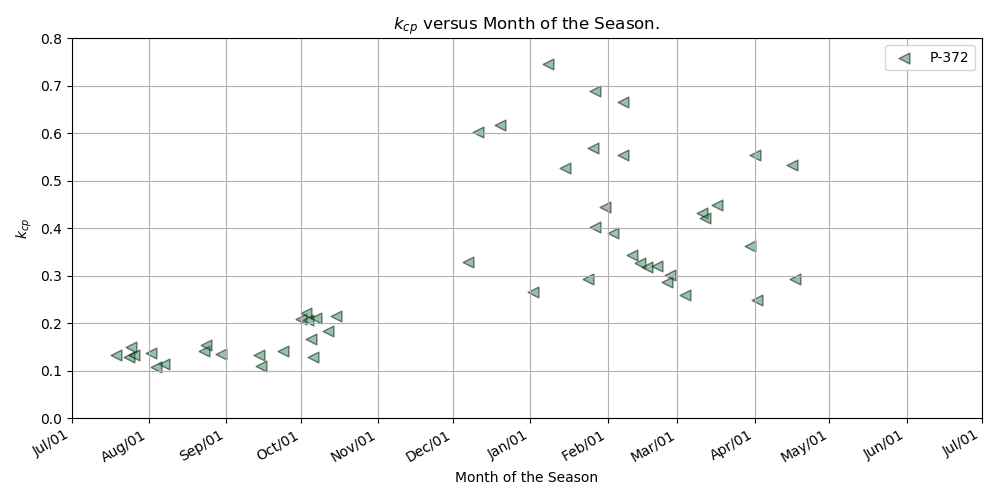 k_cp versus Month of the Season.
P-372
k_cp
0.8
0.7
0.6
0.5
0.4
0.3
0.2
0.1
0.0
Jul/01 Aug/01 Sep/01 Oct/01 Nov/01 Dec/01 Jan/01 Feb/01 Mar/01 Apr/01 May/01 Jun/01 Jul/01
Month of the Season